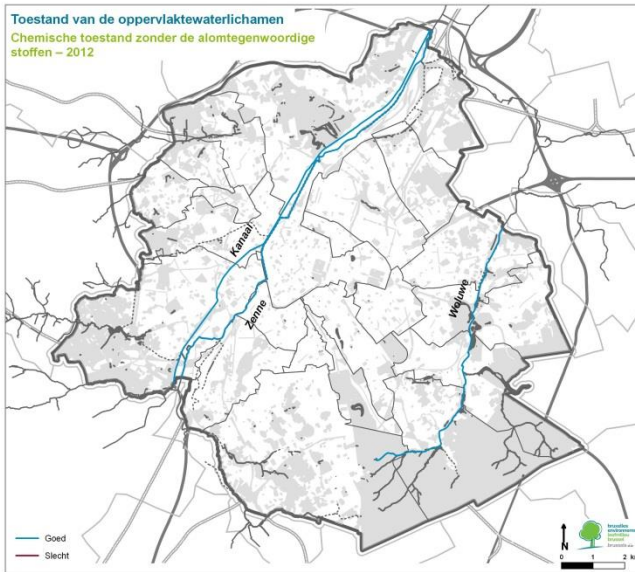 Toestand van de oppervlaktewaterlichamen
Chemische toestand zonder de alomtegenwoordige
stoffen – 2012
Kanaal
Zenne
Woluwe
Goed
Slecht
N
0 1 2 km